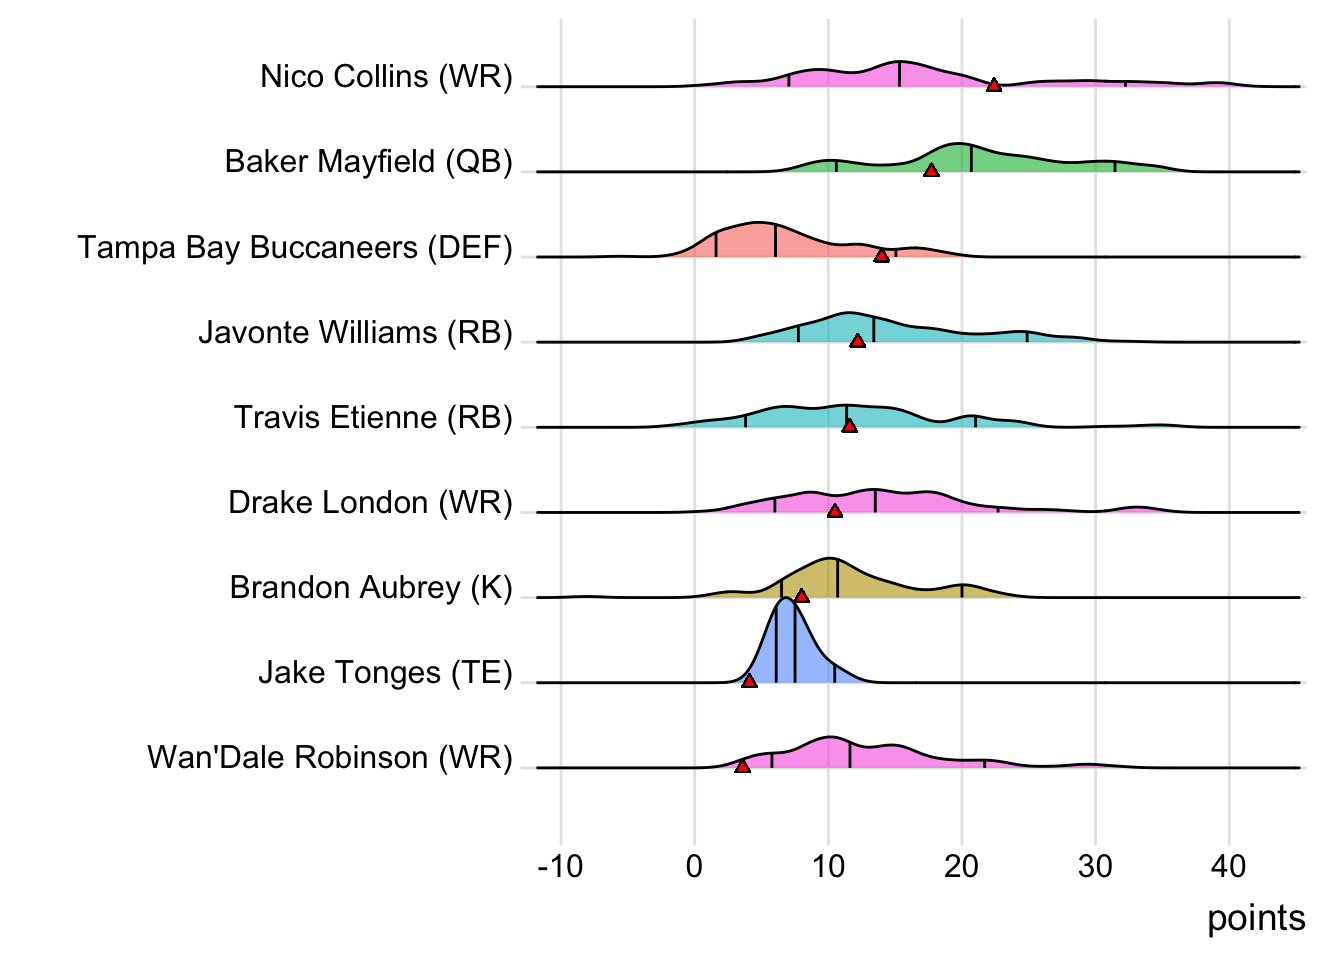 Nico Collins (WR)
Baker Mayfield (QB)
Tampa Bay Buccaneers (DEF)
Javonte Williams (RB)
Travis Etienne (RB)
Drake London (WR)
Brandon Aubrey (K)
Jake Tonges (TE)
Wan'Dale Robinson (WR)
-10 0 10 20 30 40
points